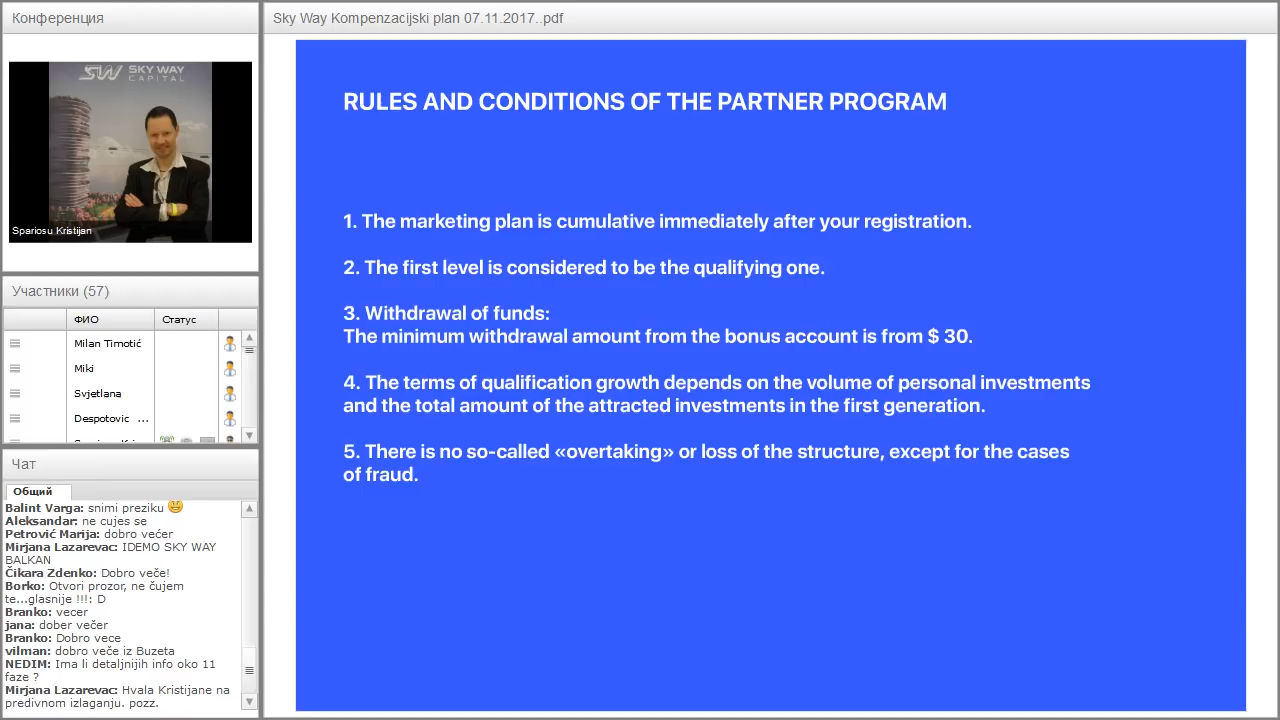 Конференция
SKY WAY
CAPITAL
Spariosu Kristijan
Участники (57)
ФИО Статус
Milan Timotić
Miki
Svjetlana
Despotovic ...
Чат
Общий
Balint Varga: snimi preziku
Aleksandar: ne cujes se
Petrović Marija: dobro većer
Mirjana Lazarevac: IDEMO SKY WAY
BALKAN
Čikara Zdenko: Dobro veče!
Borko: Otvori prozor, ne čujem
te...glasnije !!!: D
Branko: vecer
jana: dober večer
Branko: Dobro vece
vilman: dobro veče iz Buzeta
NEDIM: Ima li detaljnijih info oko 11
faze ?
Mirjana Lazarevac: Hvala Kristijane na
predivnom izlaganju. pozz.
Sky Way Kompenzacijski plan 07.11.2017..pdf
RULES AND CONDITIONS OF THE PARTNER PROGRAM
1. The marketing plan is cumulative immediately after your registration.
2. The first level is considered to be the qualifying one.
3. Withdrawal of funds:
The minimum withdrawal amount from the bonus account is from $ 30.
4. The terms of qualification growth depends on the volume of personal investments
and the total amount of the attracted investments in the first generation.
5. There is no so-called «overtaking» or loss of the structure, except for the cases
of fraud.